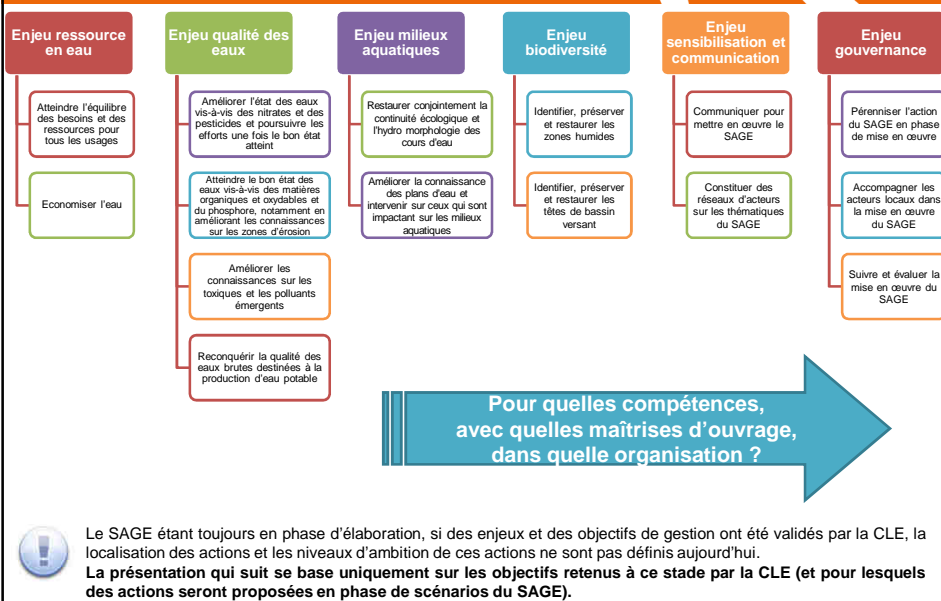 Enjeu ressource
en eau
Atteindre l'équilibre
des besoins et des
ressources pour
tous les usages
Economiser l'eau
Enjeu qualité des
eaux
Améliorer l'état des eaux
vis-à-vis des nitrates et des
pesticides et poursuivre les
efforts une fois le bon état
atteint
Atteindre le bon état des
eaux vis-à-vis des matières
organiques et oxydables et
du phosphore, notamment en
améliorant les connaissances
sur les zones d'érosion
Améliorer les
connaissances sur les
toxiques et les polluants
émergents
Reconquérir la qualité des
eaux brutes destinées à la
production d'eau potable
Enjeu milieux
aquatiques
Restaurer conjointement la
continuité écologique et
l'hydro morphologie des
cours d'eau
Améliorer la connaissance
des plans d'eau et
intervenir sur ceux qui sont
impactant sur les milieux
aquatiques
Enjeu
biodiversité
Identifier, préserver
et restaurer les
zones humides
Identifier, préserver
et restaurer les
têtes de bassin
versant
Enjeu
sensibilisation et
communication
Communiquer pour
mettre en œuvre le
SAGE
Constituer des
réseaux d'acteurs
sur les thématiques
du SAGE
Enjeu
gouvernance
Pérenniser l'action
du SAGE en phase
de mise en œuvre
Accompagner les
acteurs locaux dans
la mise en œuvre
du SAGE
Suivre et évaluer la
mise en œuvre du
SAGE
Pour quelles compétences,
avec quelles maîtrises d'ouvrage,
dans quelle organisation ?
Le SAGE étant toujours en phase d'élaboration, si des enjeux et des objectifs de gestion ont été validés par la CLE, la
localisation des actions et les niveaux d'ambition de ces actions ne sont pas définis aujourd'hui.
La présentation qui suit se base uniquement sur les objectifs retenus à ce stade par la CLE (et pour lesquels
des actions seront proposées en phase de scénarios du SAGE).